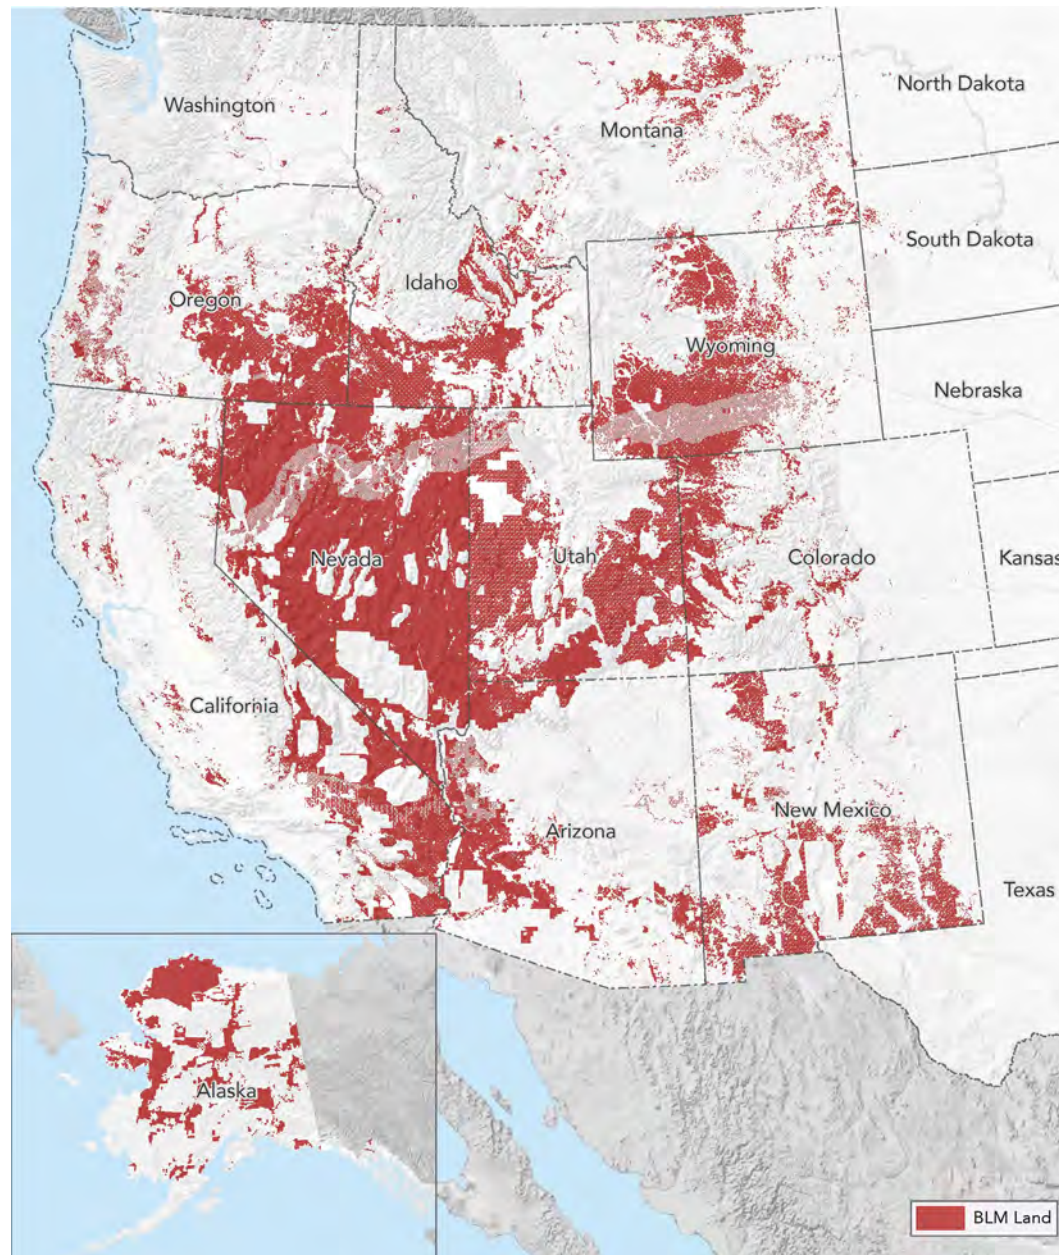 Washington
Montana
North Dakota
South Dakota
Oregon
Idaho
Wyoming
Nebraska
Nevada
Utah
Colorado
Kansas
California
Arizona
New Mexico
Texas
Alaska
BLM Land